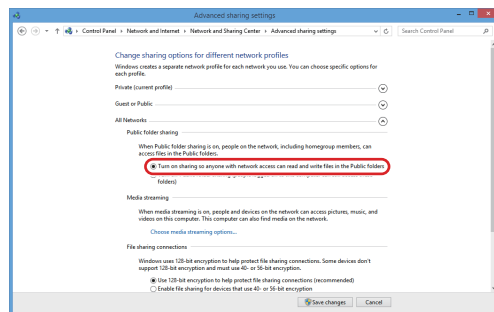 Advanced sharing settings
Control Panel ▸ Network and Internet ▸ Network and Sharing Center ▸ Advanced sharing settings
Search Control Panel
Change sharing options for different network profiles
Windows creates a separate network profile for each network you use. You can choose specific options for
each profile.
Private (current profile)
Guest or Public
All Networks
Public folder sharing
When Public folder sharing is on, people on the network, including homegroup members, can
access files in the Public folders.
Turn on sharing so anyone with network access can read and write files in the Public folders
folders)
Media streaming
When media streaming is on, people and devices on the network can access pictures, music, and
videos on this computer. This computer can also find media on the network.
Choose media streaming options...
File sharing connections
Windows uses 128-bit encryption to help protect file sharing connections. Some devices don't
support 128-bit encryption and must use 40- or 56-bit encryption.
Use 128-bit encryption to help protect file sharing connections (recommended)
Enable file sharing for devices that use 40- or 56-bit encryption
Save changes
Cancel